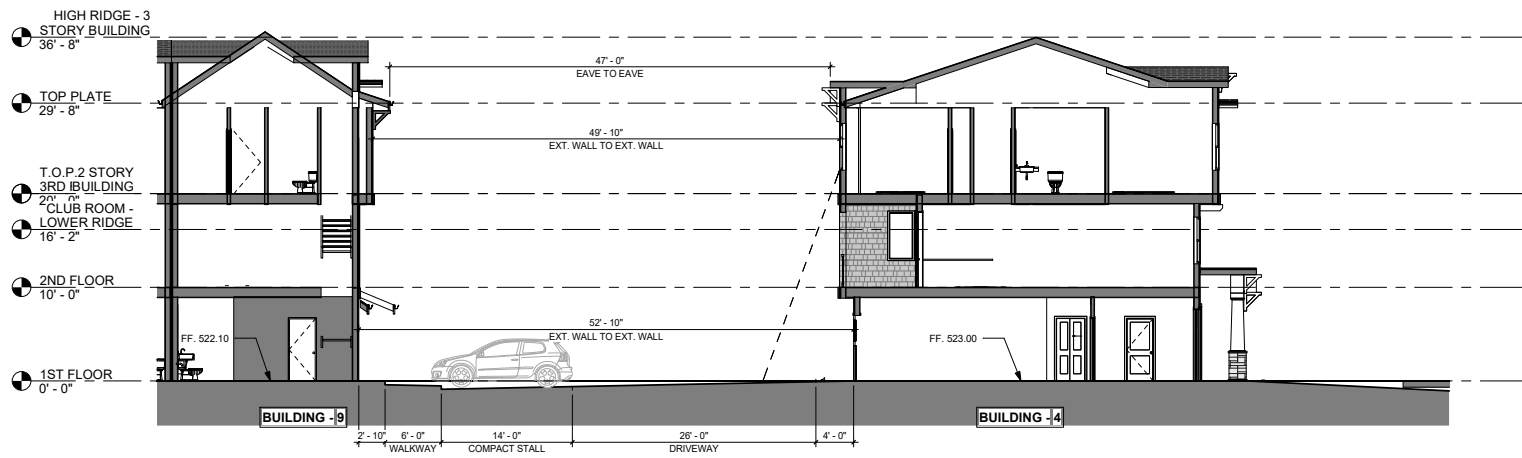 HIGH RIDGE - 3
STORY BUILDING
36' - 8"
47' - 0"
EAVE TO EAVE
TOP PLATE
29' - 8"
49' - 10"
EXT. WALL TO EXT. WALL
T.O.P.2 STORY
BUILDING
3RD
20' - 0"
CLUB ROOM -
LOWER RIDGE
16' - 2"
2ND FLOOR
10' - 0"
52' - 10"
EXT. WALL TO EXT. WALL
FF. 522.10
FF. 523.00
1ST FLOOR
0' - 0"
BUILDING - 9
BUILDING - 4
2' - 10"
6' - 0"
14' - 0"
26' - 0"
4' - 0"
WALKWAY
COMPACT STALL
DRIVEWAY